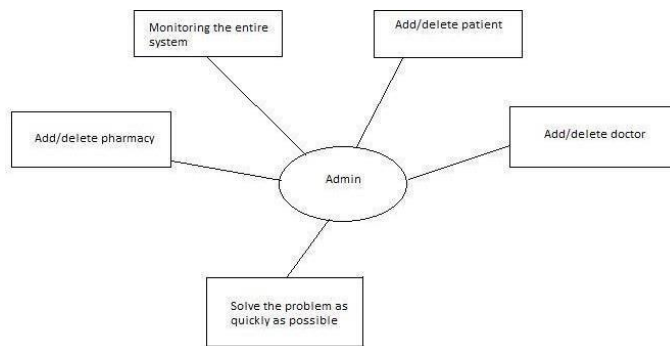 Monitoring the entire
system
Add/delete patient
Add/delete pharmacy
Add/delete doctor
Admin
Solve the problem as
quickly as possible